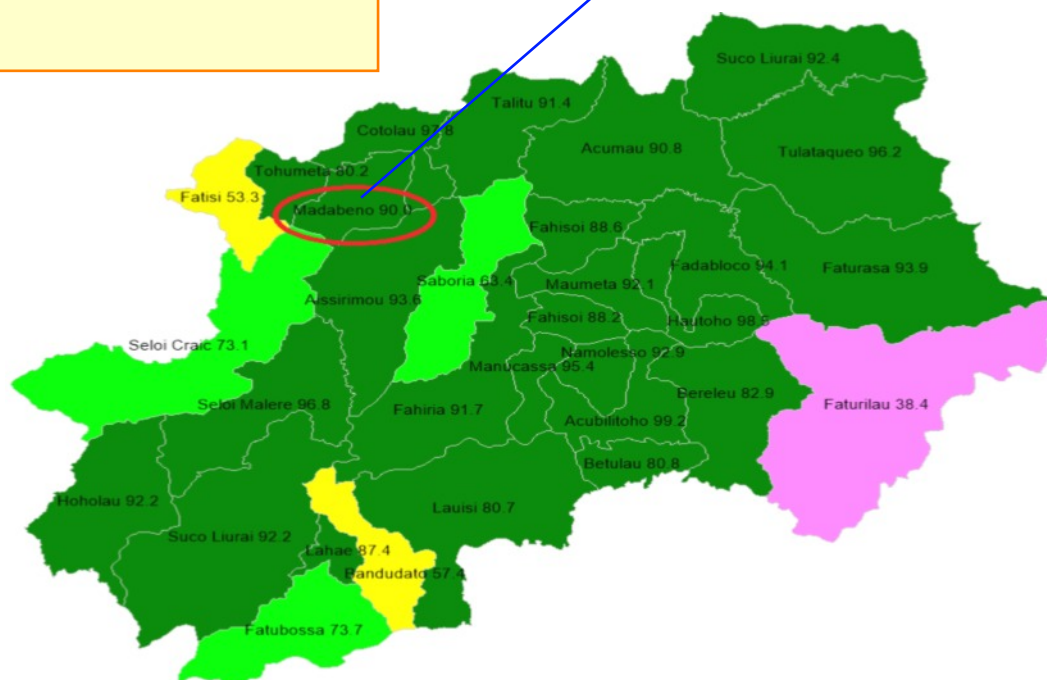 Suco Liurai 92.4
Talitu 91.4
Cotolau 97.8
Acumau 90.8
Tulataqueo 96.2
Tohumeta 80.2
Fatisi 53.3
Madabeno 90.0
Fahisoi 88.6
Fadabloco 94.1
Faturasa 93.9
Saboria 63.4
Maumeta 92.1
Aissirimou 93.6
Fahisoi 88.2
Hautoho 98.6
Seloi Craic 73.1
Namolesso 92.9
Manucassa 95.4
Bereleu 82.9
Seloi Malere 96.8
Fahiria 91.7
Faturilau 38.4
Acubilitoho 99.2
Betulau 80.8
Hoholau 92.2
Lauisi 80.7
Suco Liurai 92.2
Lahae 87.4
Bandudato 57.4
Fatubossa 73.7